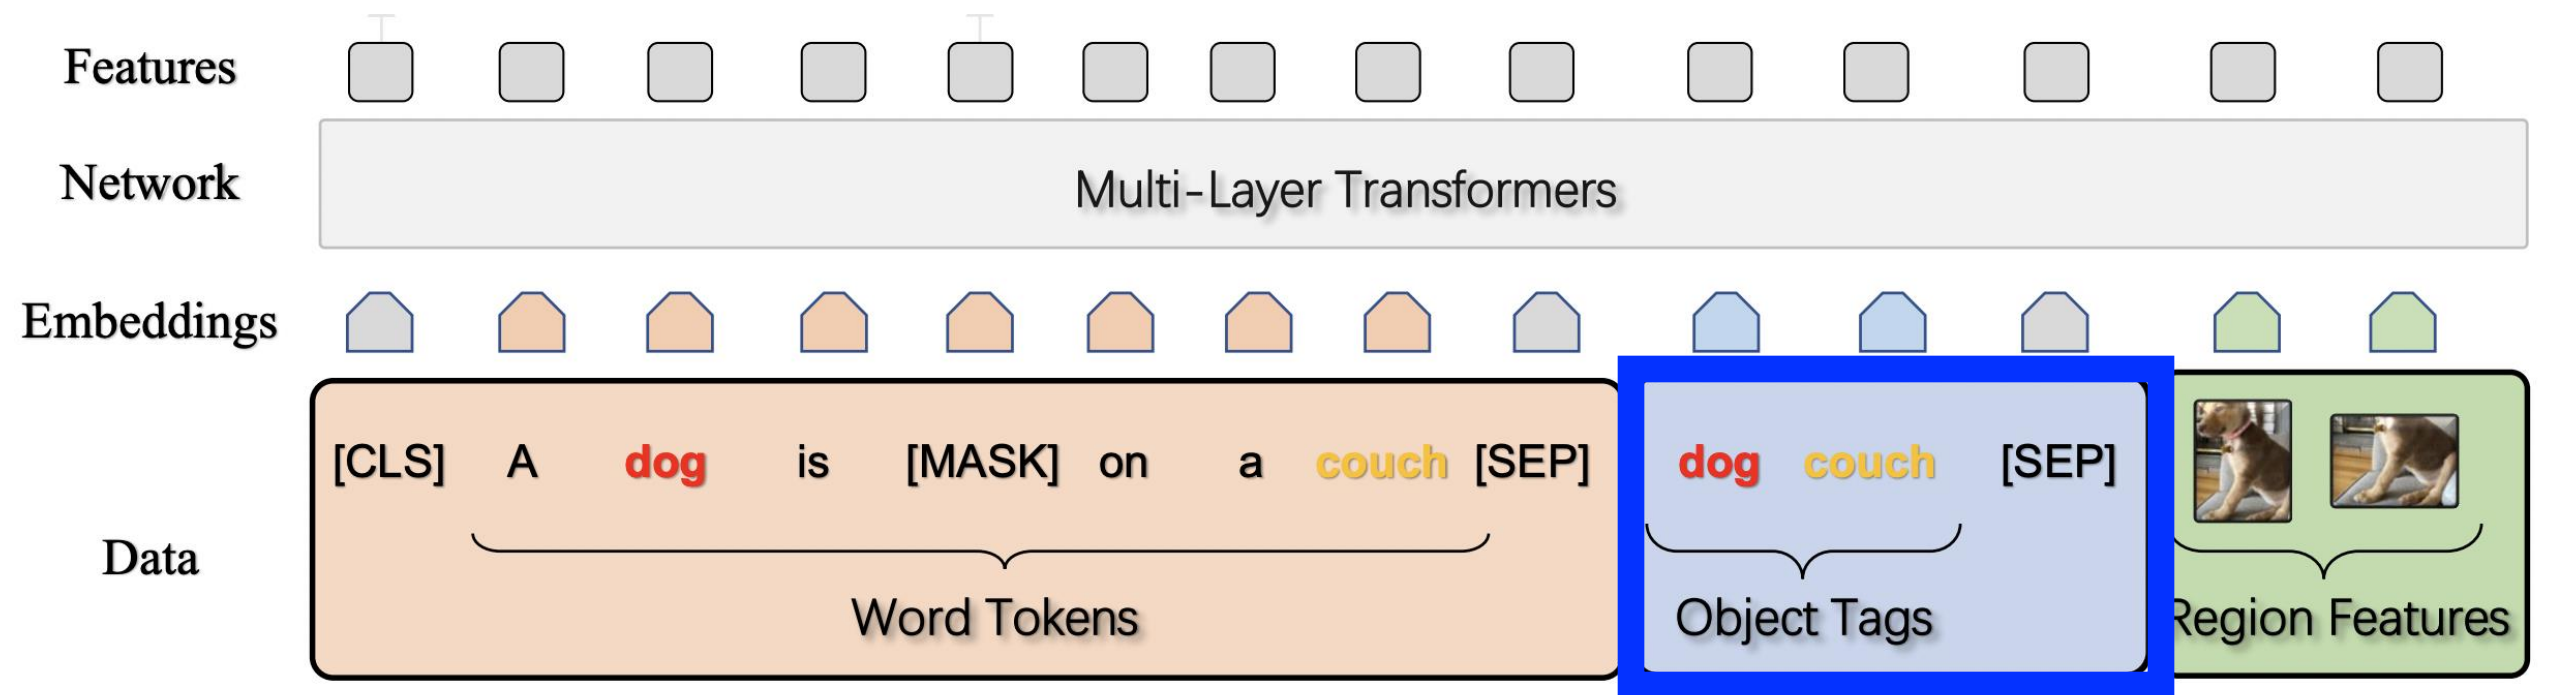 Features
Network
Multi-Layer Transformers
Embeddings
[CLS] A dog is [MASK] on a couch [SEP] dog couch [SEP]
Data
Word Tokens Object Tags Region Features